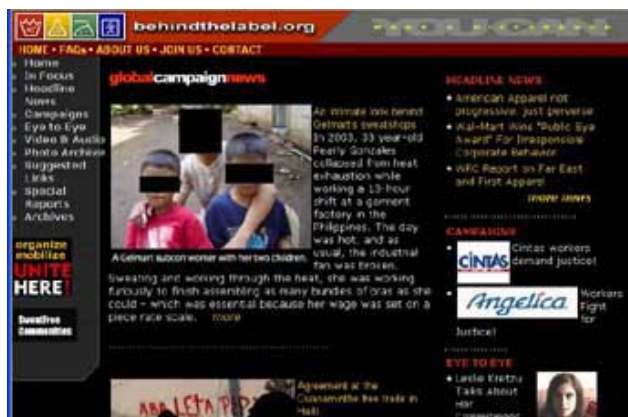 behindthelabel.org
HOME • FAQs • ABOUT US • JOIN US • CONTACT
Home
In Focus
Headline
News
Campaigns
Eye to Eye
Video & Audio
Photo Archive
Suggested
Links
Special
Reports
Archives
organize
mobilize
UNITE
HERE!
Sweatfree
Communities
globalcampaignnews
An intimate look behind
Gelmart's sweatshops
In 2003, 33 year-old
Pearly Gonzales
collapsed from heat
exhaustion while
working a 13-hour
shift at a garment
factory in the
Philippines. The day
was hot, and as
usual, the industrial
fan was broken.
A Gelmart subcon worker with her two children.
Sweating and working through the heat, she was working
furiously to finish assembling as many bundles of bras as she
could - which was essential because her wage was set on a
piece rate scale. more
Agreement at the
free trade in
Haiti
HEADLINE NEWS
• American Apparel not
progressive, just perverse
• Wal-Mart Wins "Public Eye
Award" For Irresponsible
Corporate Behavior
• WRC Report on Far East
and First Apparel
more news
CAMPAIGNS
• CINTAS Cintas workers
demand justice!
• Angelica Workers
Fight
for
Justice!
EYE TO EYE
• Leslie Kretzu
Talks About
Her